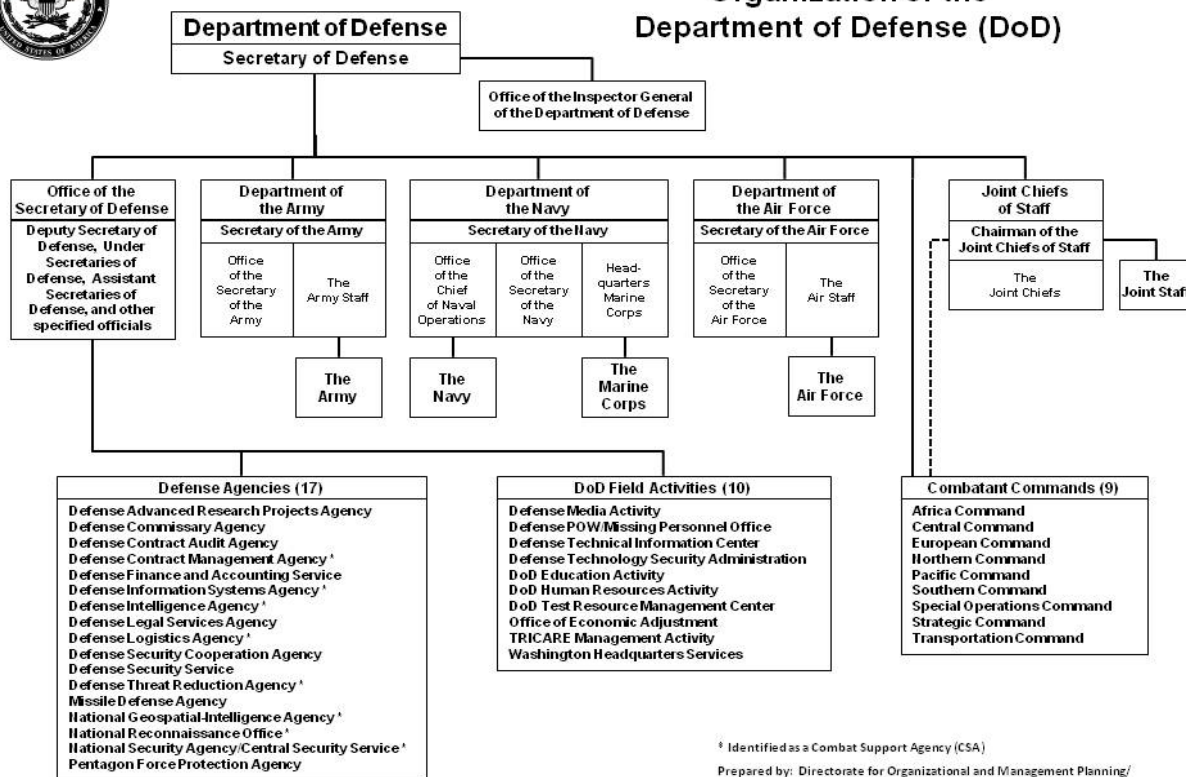 UNITED STATES OF AMERICA
Department of Defense (DoD)
Department of Defense
Secretary of Defense
Office of the Inspector General
of the Department of Defense
Office of the
Secretary of Defense
Deputy Secretary of
Defense, Under
Secretaries of
Defense, Assistant
Secretaries of
Defense, and other
specified officials
Department of
the Army
Secretary of the Army
Office
of the
Secretary
of the
Army
The
Army Staff
The
Army
Department of
the Navy
Secretary of the Navy
Office
of the
Chief
of Naval
Operations
Office
of the
Secretary
of the
Navy
Head-
quarters
Marine
Corps
The
Navy
The
Marine
Corps
Department of
the Air Force
Secretary of the Air Force
Office
of the
Secretary
of the
Air Force
The
Air Staff
The
Air Force
Joint Chiefs
of Staff
Chairman of the
Joint Chiefs of Staff
The
Joint Chiefs
The
Joint Staff
Defense Agencies (17)
Defense Advanced Research Projects Agency
Defense Commissary Agency
Defense Contract Audit Agency
Defense Contract Management Agency *
Defense Finance and Accounting Service
Defense Information Systems Agency *
Defense Intelligence Agency *
Defense Legal Services Agency
Defense Logistics Agency *
Defense Security Cooperation Agency
Defense Security Service
Defense Threat Reduction Agency *
Missile Defense Agency
National Geospatial-Intelligence Agency *
National Reconnaissance Office *
National Security Agency/Central Security Service *
Pentagon Force Protection Agency
DoD Field Activities (10)
Defense Media Activity
Defense POW/Missing Personnel Office
Defense Technical Information Center
Defense Technology Security Administration
DoD Education Activity
DoD Human Resources Activity
DoD Test Resource Management Center
Office of Economic Adjustment
TRICARE Management Activity
Washington Headquarters Services
Combatant Commands (9)
Africa Command
Central Command
European Command
Northern Command
Pacific Command
Southern Command
Special Operations Command
Strategic Command
Transportation Command
* Identified as a Combat Support Agency (CSA)
Prepared by: Directorate for Organizational and Management Planning/